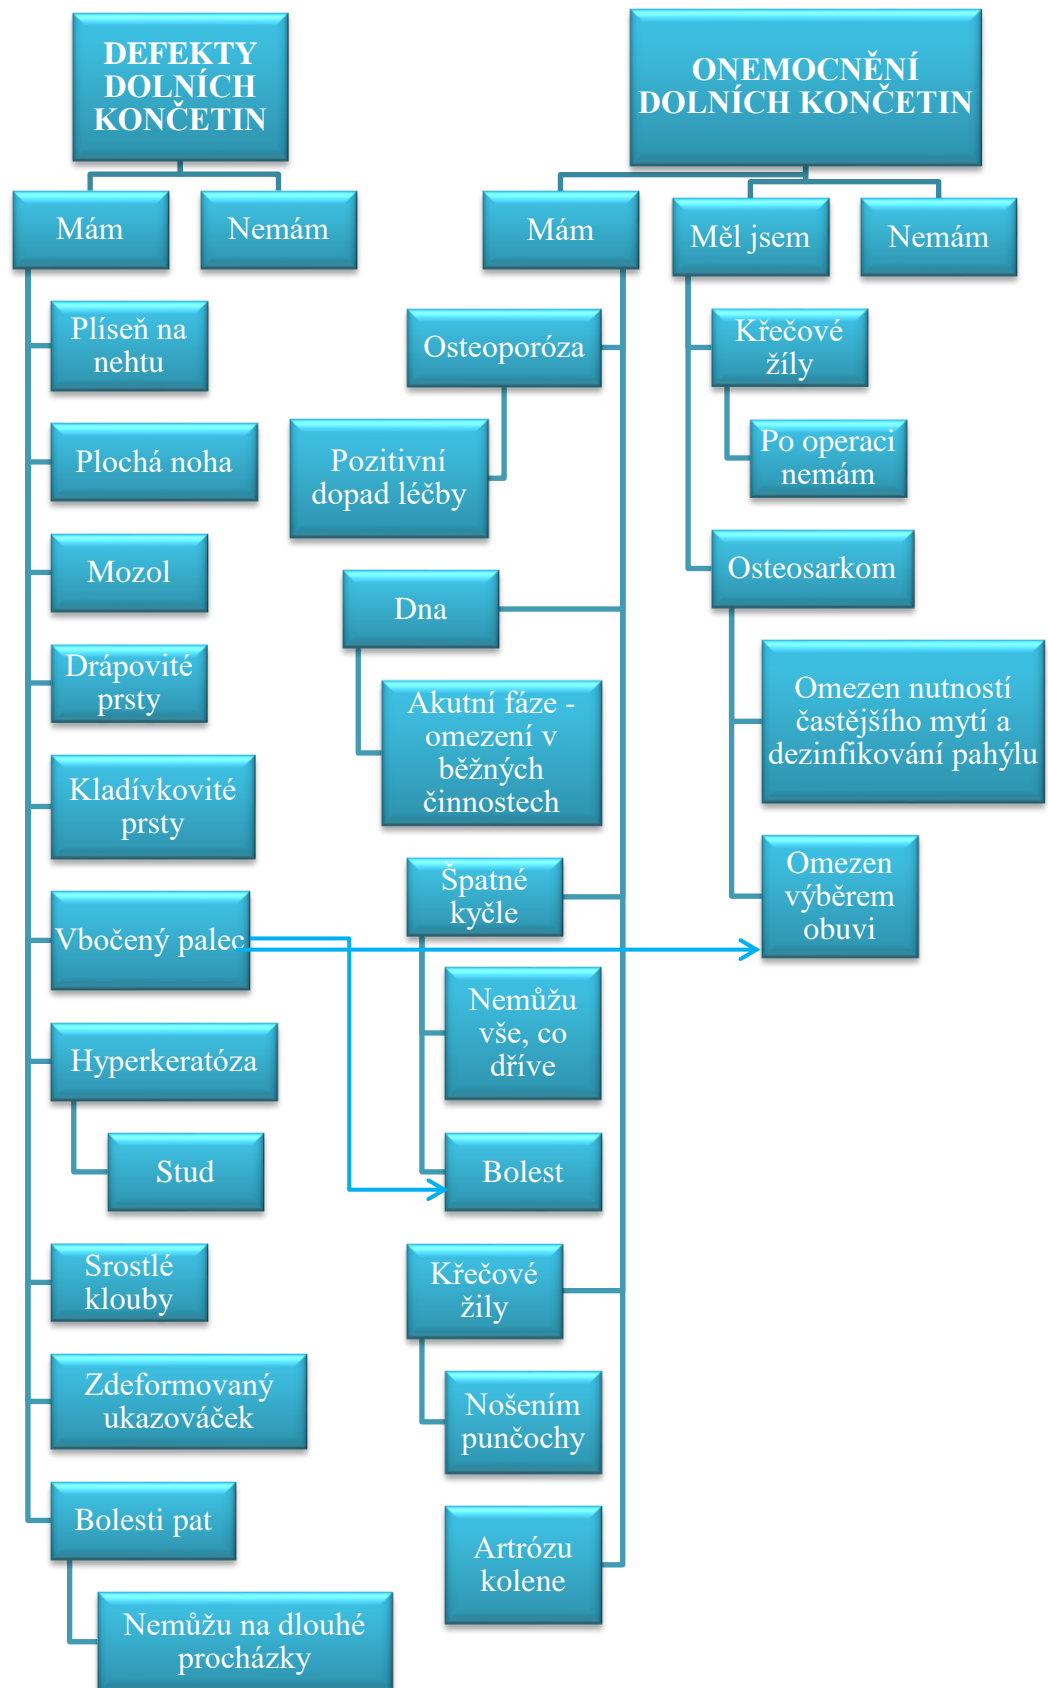 DEFEKTY
DOLNÍCH
KONČETIN
Mám
Nemám
Plíseň na
nehtu
Plochá noha
Mozol
Drápovité
prsty
Kladívkovité
prsty
Vbočený palec
Hyperkeratóza
Stud
Srostlé
klouby
Zdeformovaný
ukazováček
Bolesti pat
Nemůžu na dlouhé
procházky
ONEMOCNĚNÍ
DOLNÍCH KONČETIN
Mám
Měl jsem
Nemám
Osteoporóza
Pozitivní
dopad léčby
Dna
Akutní fáze -
omezení v
běžných
činnostech
Špatné
kyčle
Nemůžu
vše, co
dříve
Bolest
Křečové
žily
Nošením
punčochy
Artrózu
kolene
Křečové
žíly
Po operaci
nemám
Osteosarkom
Omezen nutností
častějšího mytí a
dezinfikování pahýlu
Omezen
výběrem
obuvi